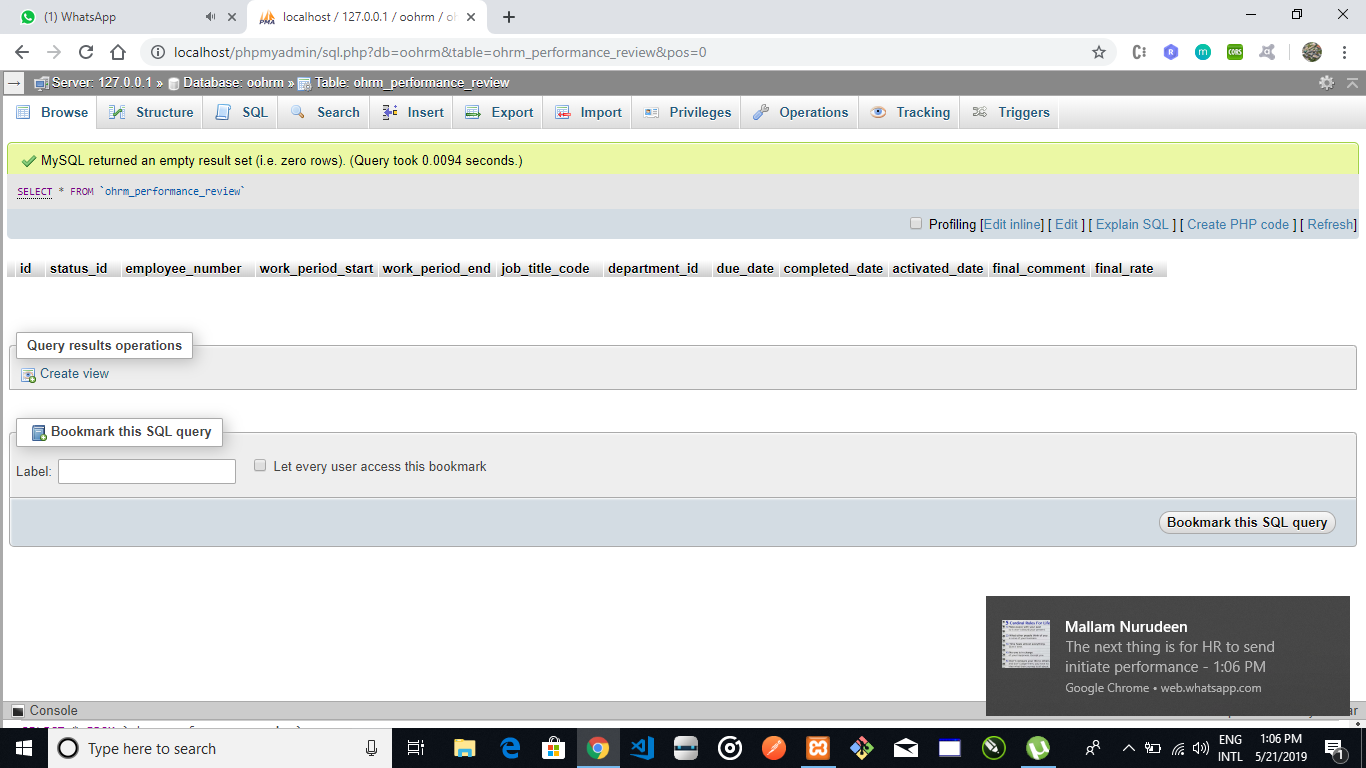 (1) WhatsApp
localhost / 127.0.0.1 / oohrm / oh
localhost/phpmyadmin/sql.php?db=oohrm&table=ohrm_performance_review&pos=0
Server: 127.0.0.1 » Database: oohrm » Table: ohrm_performance_review
Browse Structure SQL Search Insert Export Import Privileges Operations Tracking Triggers
MySQL returned an empty result set (i.e. zero rows). (Query took 0.0094 seconds.)
SELECT * FROM `ohrm_performance_review`
Profiling [Edit inline] [ Edit ] [ Explain SQL ] [ Create PHP code ] [ Refresh]
id status_id employee_number work_period_start work_period_end job_title_code department_id due_date completed_date activated_date final_comment final_rate
Query results operations
Create view
Bookmark this SQL query
Label:
Let every user access this bookmark
Bookmark this SQL query
Mallam Nurudeen
The next thing is for HR to send
initiate performance - 1:06 PM
Google Chrome • web.whatsapp.com
Console
Type here to search
ENG
INTL
1:06 PM
5/21/2019
1